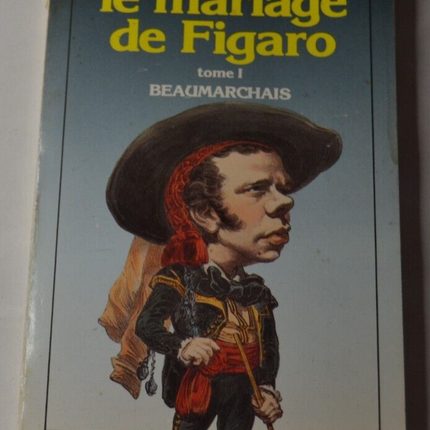 le mariage
de Figaro
tome I
BEAUMARCHAIS